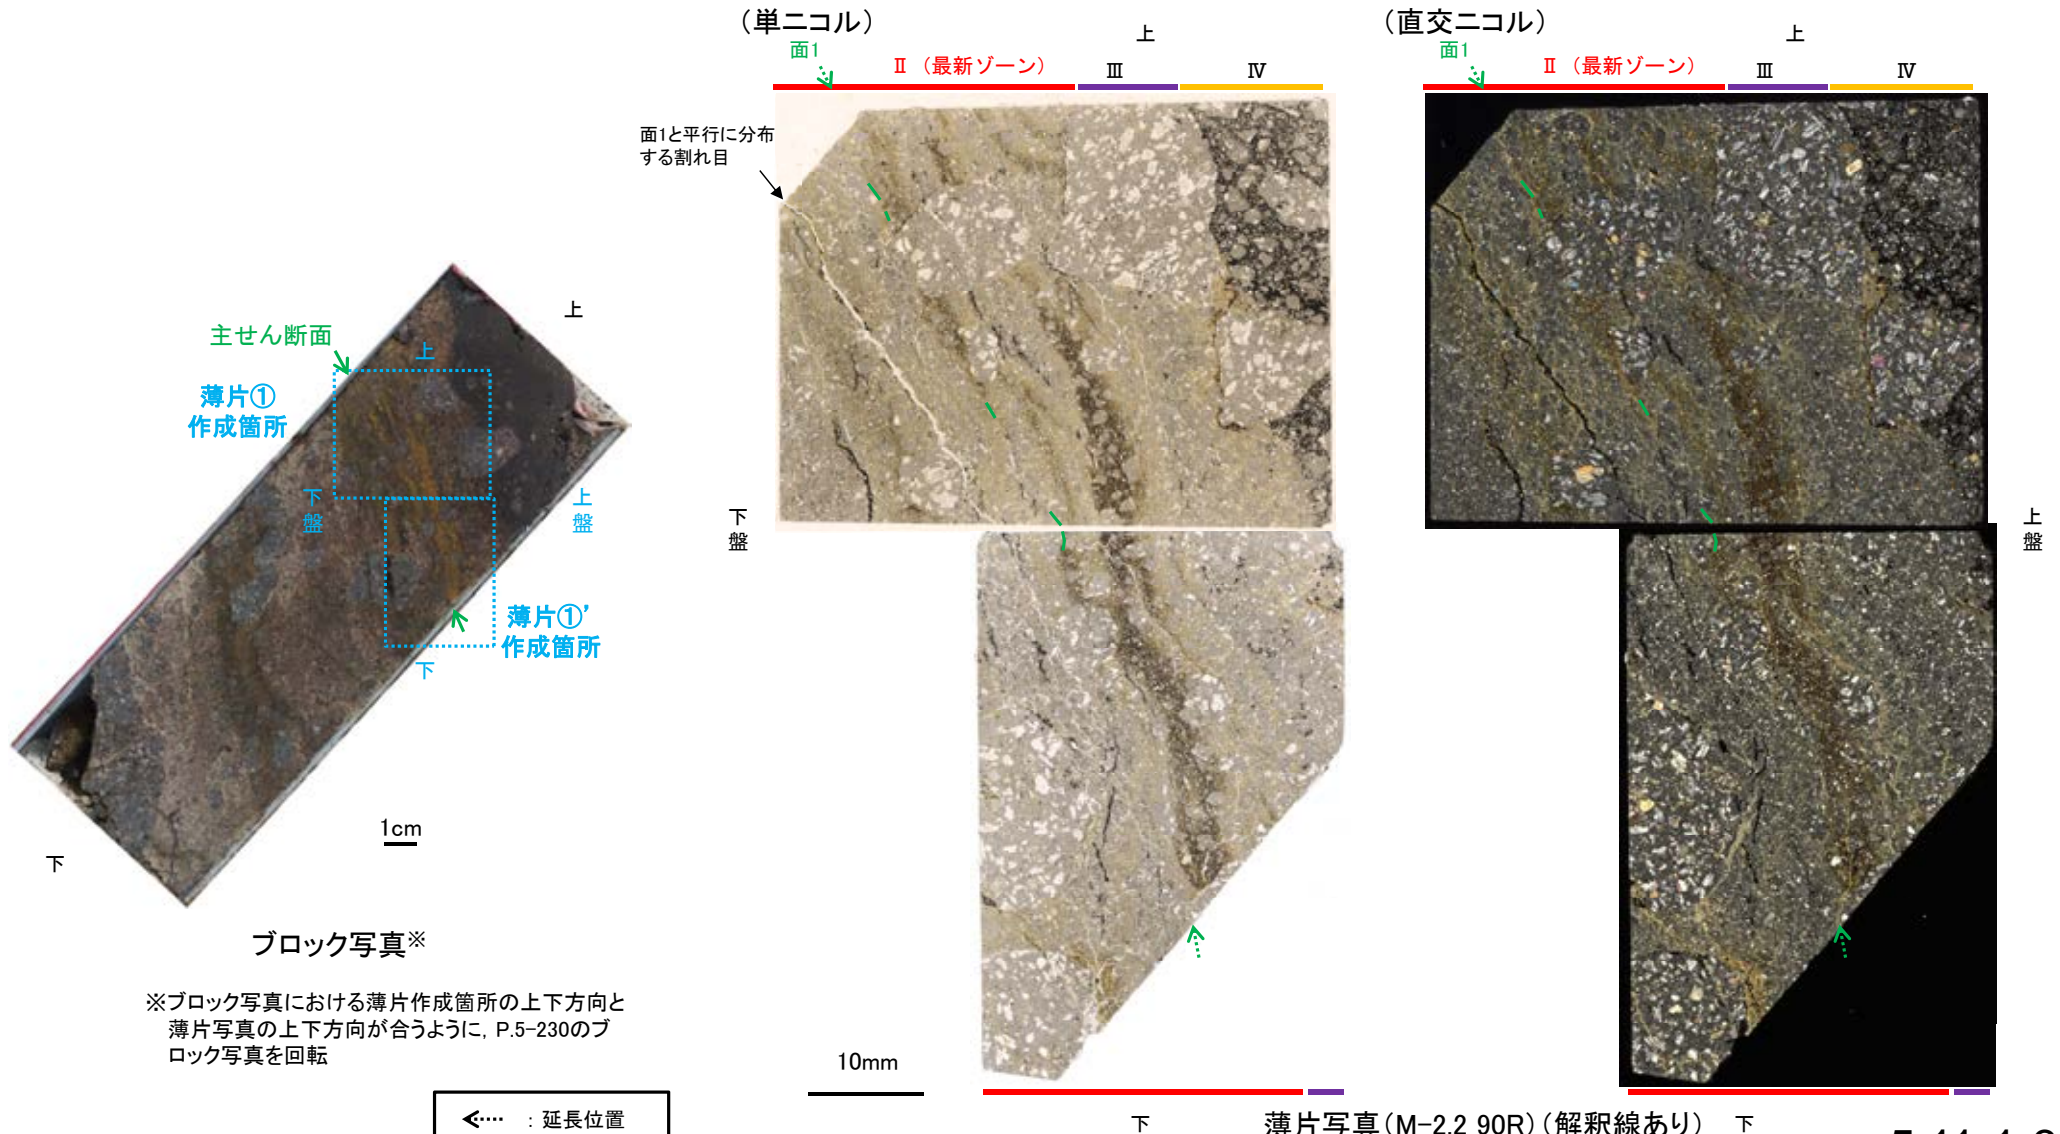 （単ニコル）
（直交ニコル）
上
上
面1
Ⅱ（最新ゾーン）
Ⅲ
Ⅳ
面1
Ⅱ（最新ゾーン）
Ⅲ
Ⅳ
面1と平行に分布
する割れ目
上
主せん断面
上
薄片①
作成箇所
下
盤
上
盤
下
盤
上
盤
薄片①’
作成箇所
下
1cm
下
ブロック写真※
※ブロック写真における薄片作成箇所の上下方向と
薄片写真の上下方向が合うように，P.5-230のブ
ロック写真を回転
10mm
：延長位置
下
薄片写真（M-2.2 90R）（解釈線あり）
下